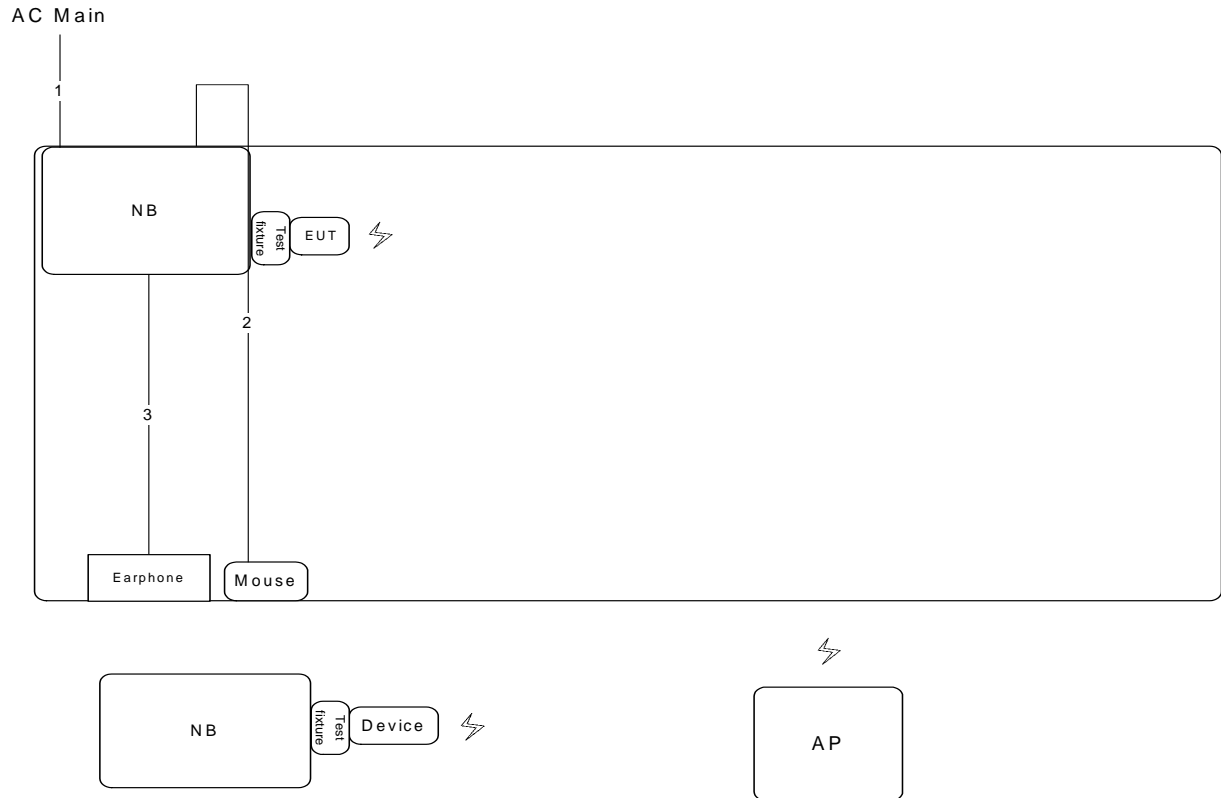 AC Main
1
NB
Test
fixture
EUT
2
3
Earphone
Mouse
NB
Test
fixture
Device
AP